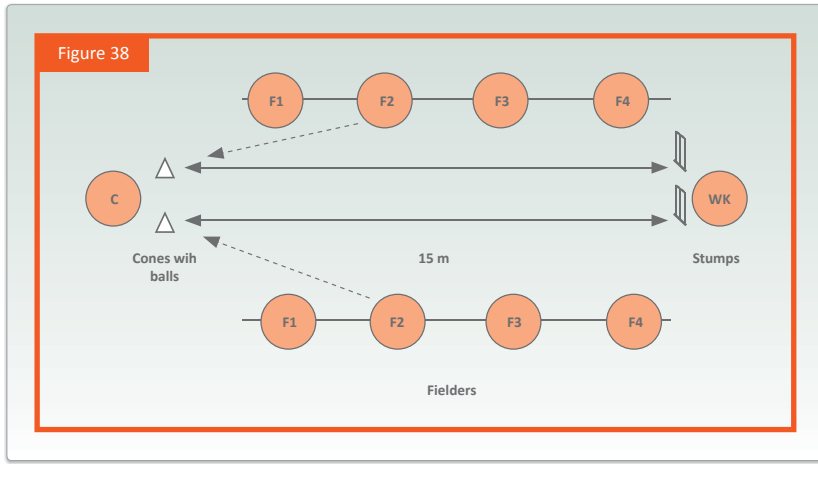 Figure 38
F1 F2 F3 F4
C WK
Cones wih
balls
15 m
Stumps
F1 F2 F3 F4
Fielders